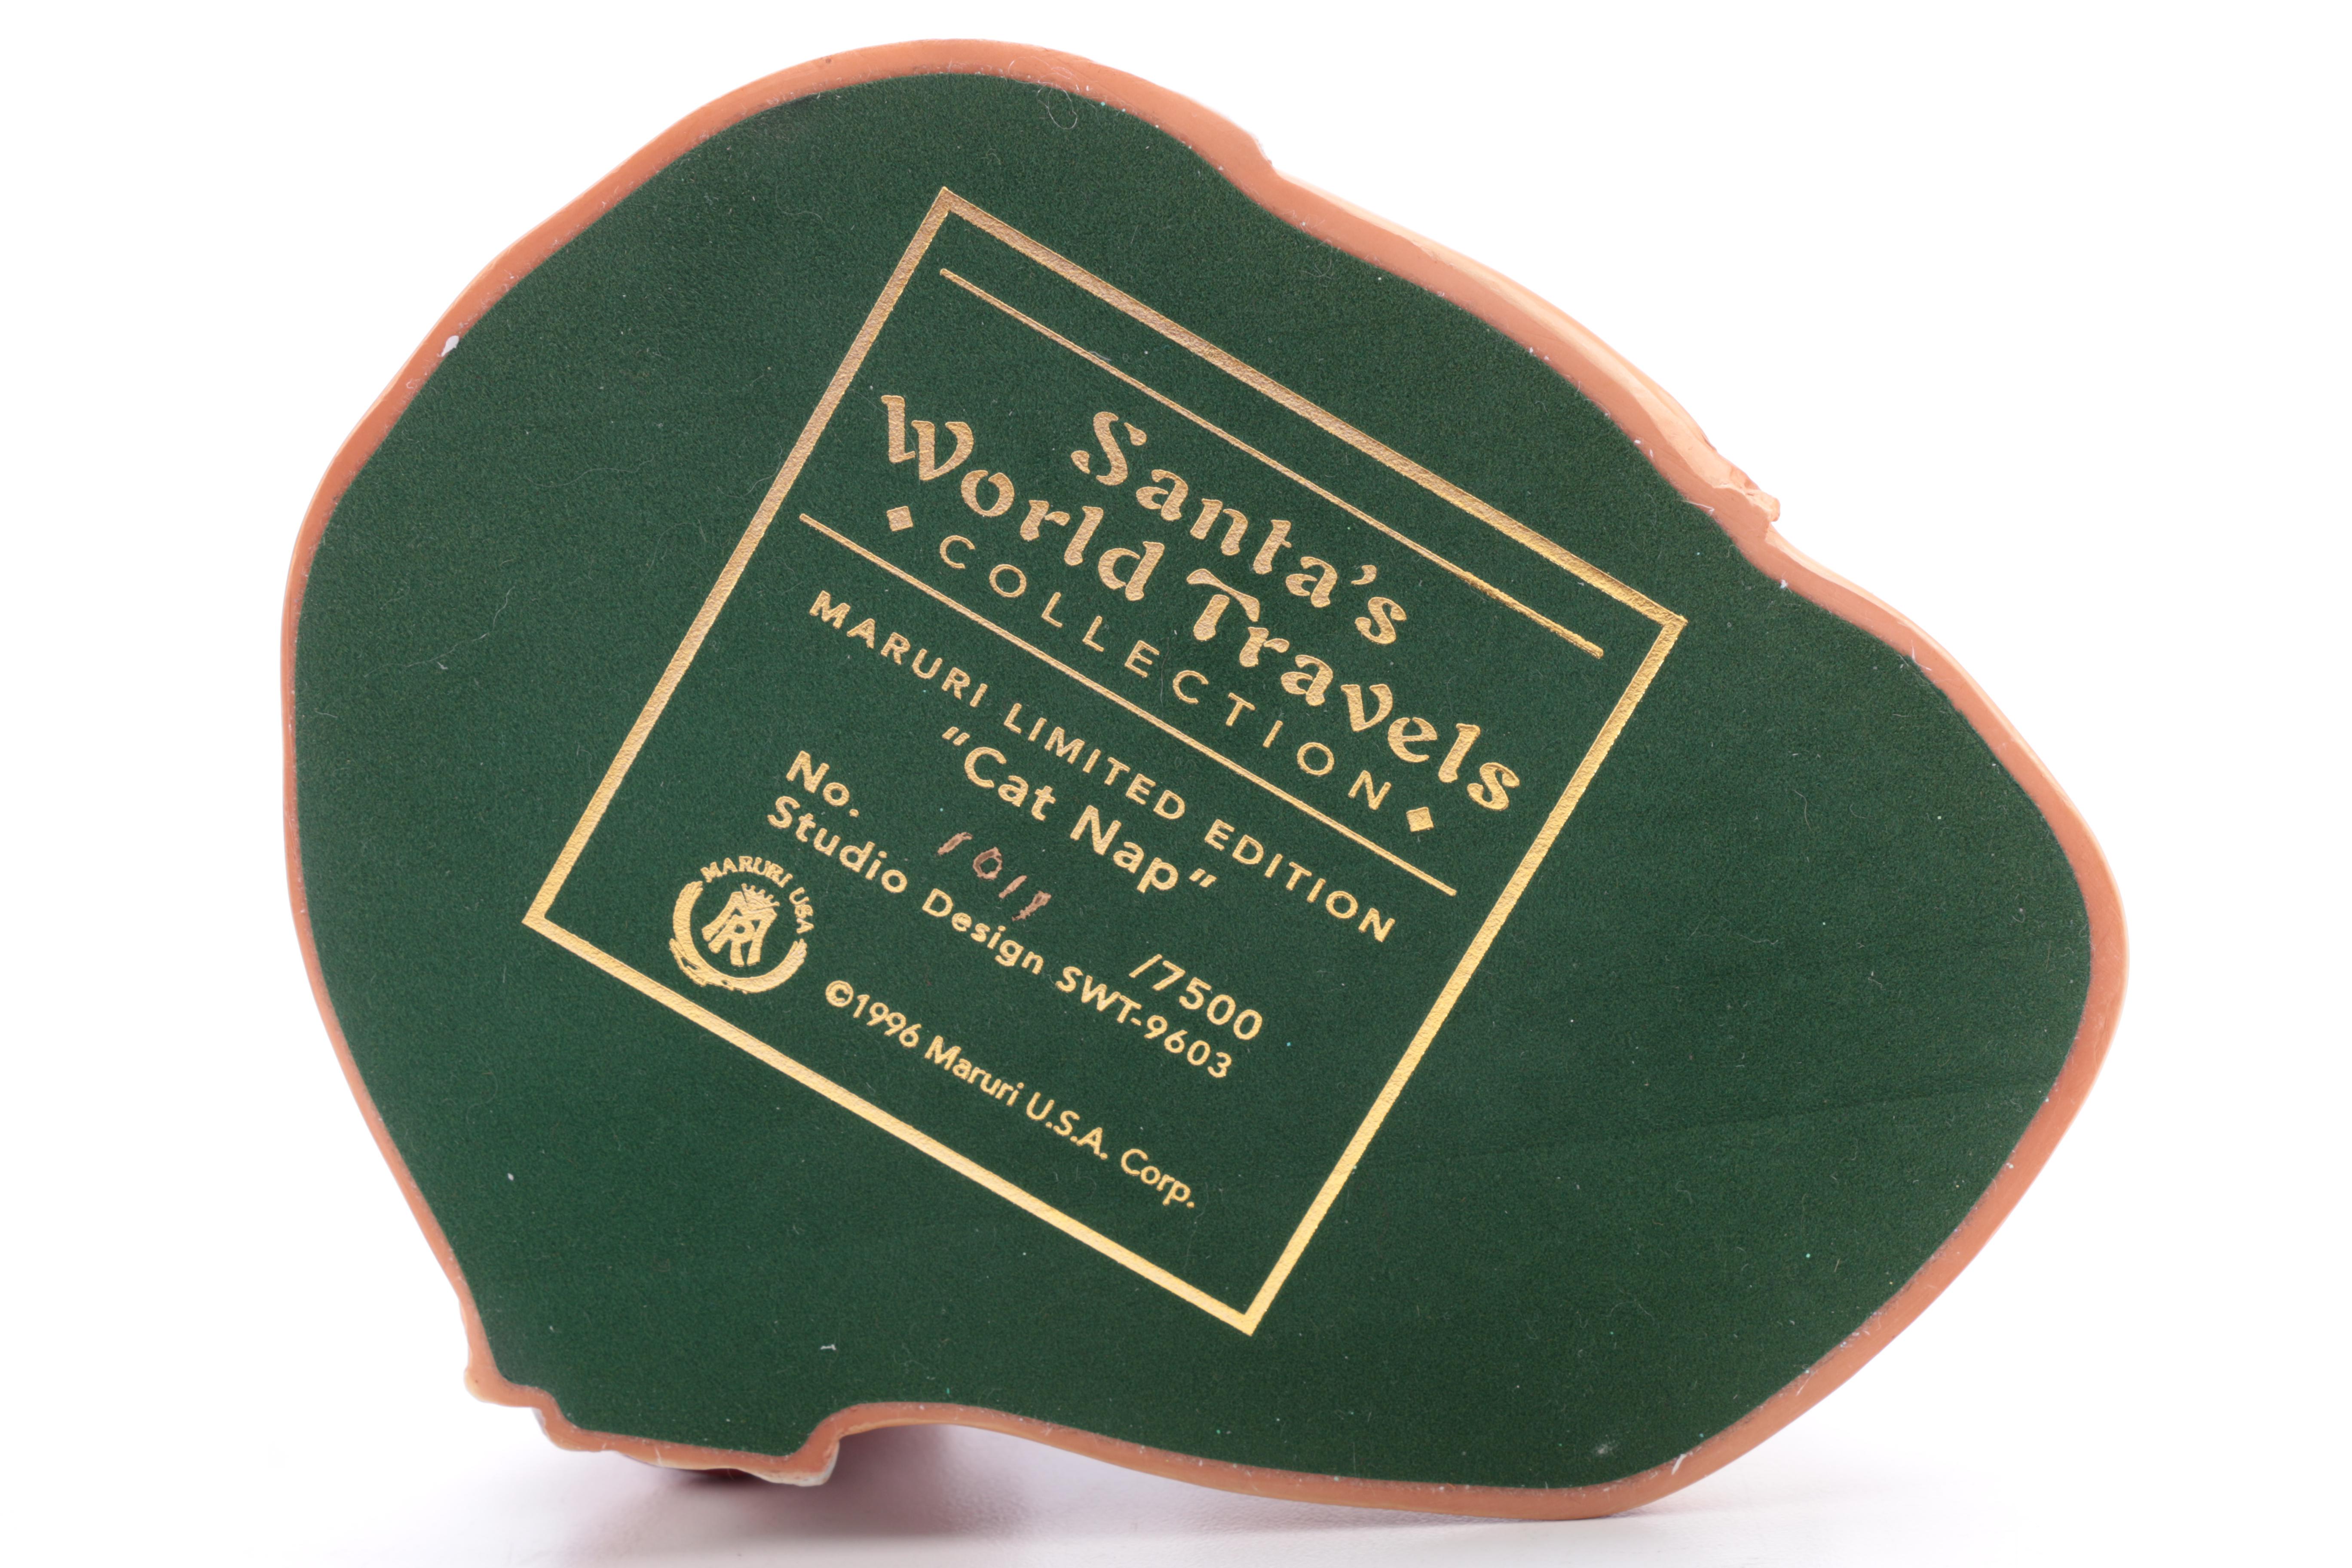 Santa's
World Travels
◆ COLLECTION ◆
MARURI LIMITED EDITION
"Cat Nap"
No. 1019 /7500
Studio Design SWT-9603
MARURI USA
©1996 Maruri U.S.A. Corp.